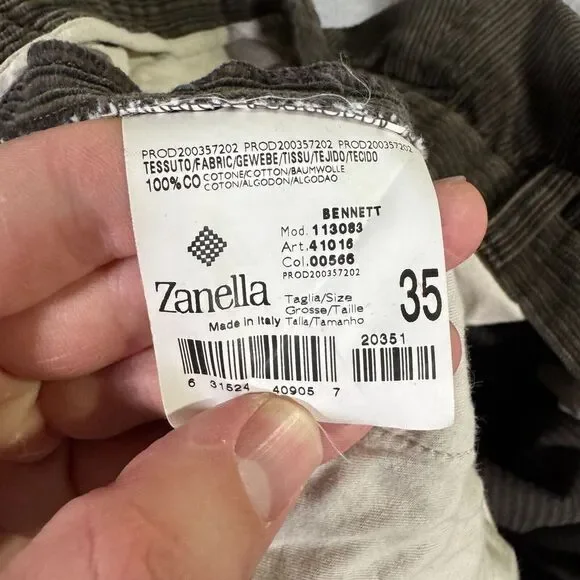 PROD200357202 PROD200357202 PROD200357202
TESSUTO/FABRIC/GEWEBE/TISSU/TEJIDO/TECIDO
100%CO COTONE/COTTON/BAUMWOLLE
COTON/ALGODON/ALGODAO
BENNETT
Mod. 113083
Art. 41016
Col. 00566
PROD200357202
Zanella
Made in Italy
Taglia/Size
Grosse/Taille
Talla/Tamanho
35
20351
6 31524 40905 7